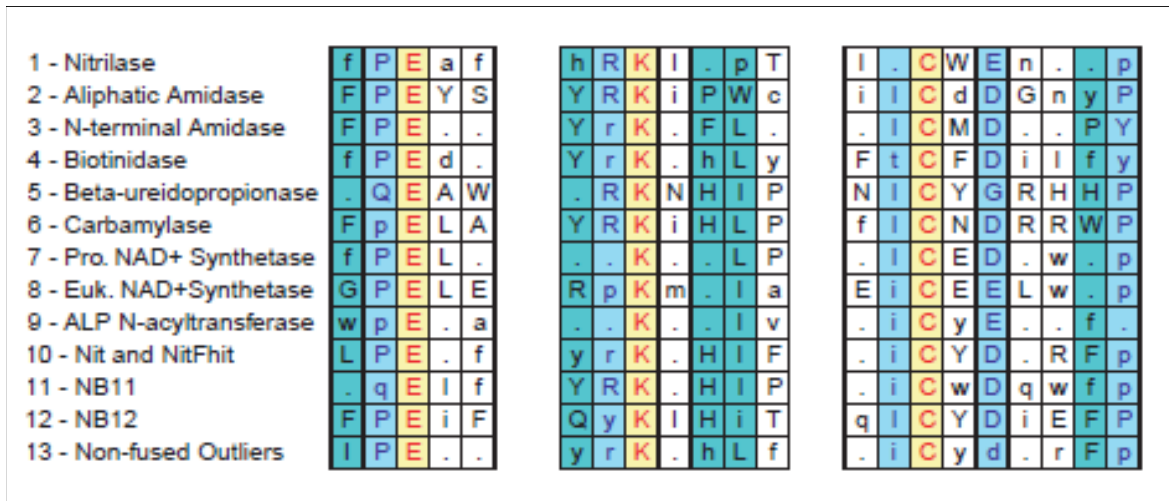 1 - Nitrilase f P E a f h R K l . p T l . C W E n . . p
2 - Aliphatic Amidase F P E Y S Y R K i P W c i I C d D G n y P
3 - N-terminal Amidase F P E . . Y r K . F L . . I C M D . . P Y
4 - Biotinidase f P E d . Y r K . h L y F t C F D i l f y
5 - Beta-ureidopropionase . Q E A W . R K N H I P N I C Y G R H H P
6 - Carbamylase F p E L A Y R K i H L P f I C N D R R W P
7 - Pro. NAD+ Synthetase f P E L . . . K . . L P . I C E D . w . p
8 - Euk. NAD+Synthetase G P E L E R p K m . I a E i C E E L w . p
9 - ALP N-acyltransferase w p E . a . . K . . I v . i C y E . . f .
10 - Nit and NitFhit L P E . f y r K . H I F . i C Y D . R F p
11 - NB11 . q E I f Y R K . H I P . i C w D q w f p
12 - NB12 F P E i F Q y K I H i T q I C Y D i E F P
13 - Non-fused Outliers I P E . . y r K . h L f . i C y d . r F p